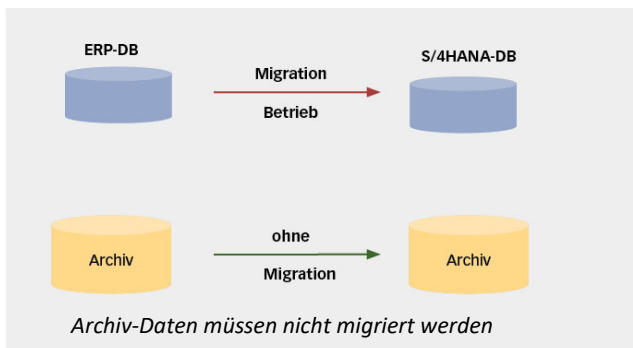 ERP-DB
S/4HANA-DB
Migration
Betrieb
Archiv
ohne
Migration
Archiv
Archiv-Daten müssen nicht migriert werden